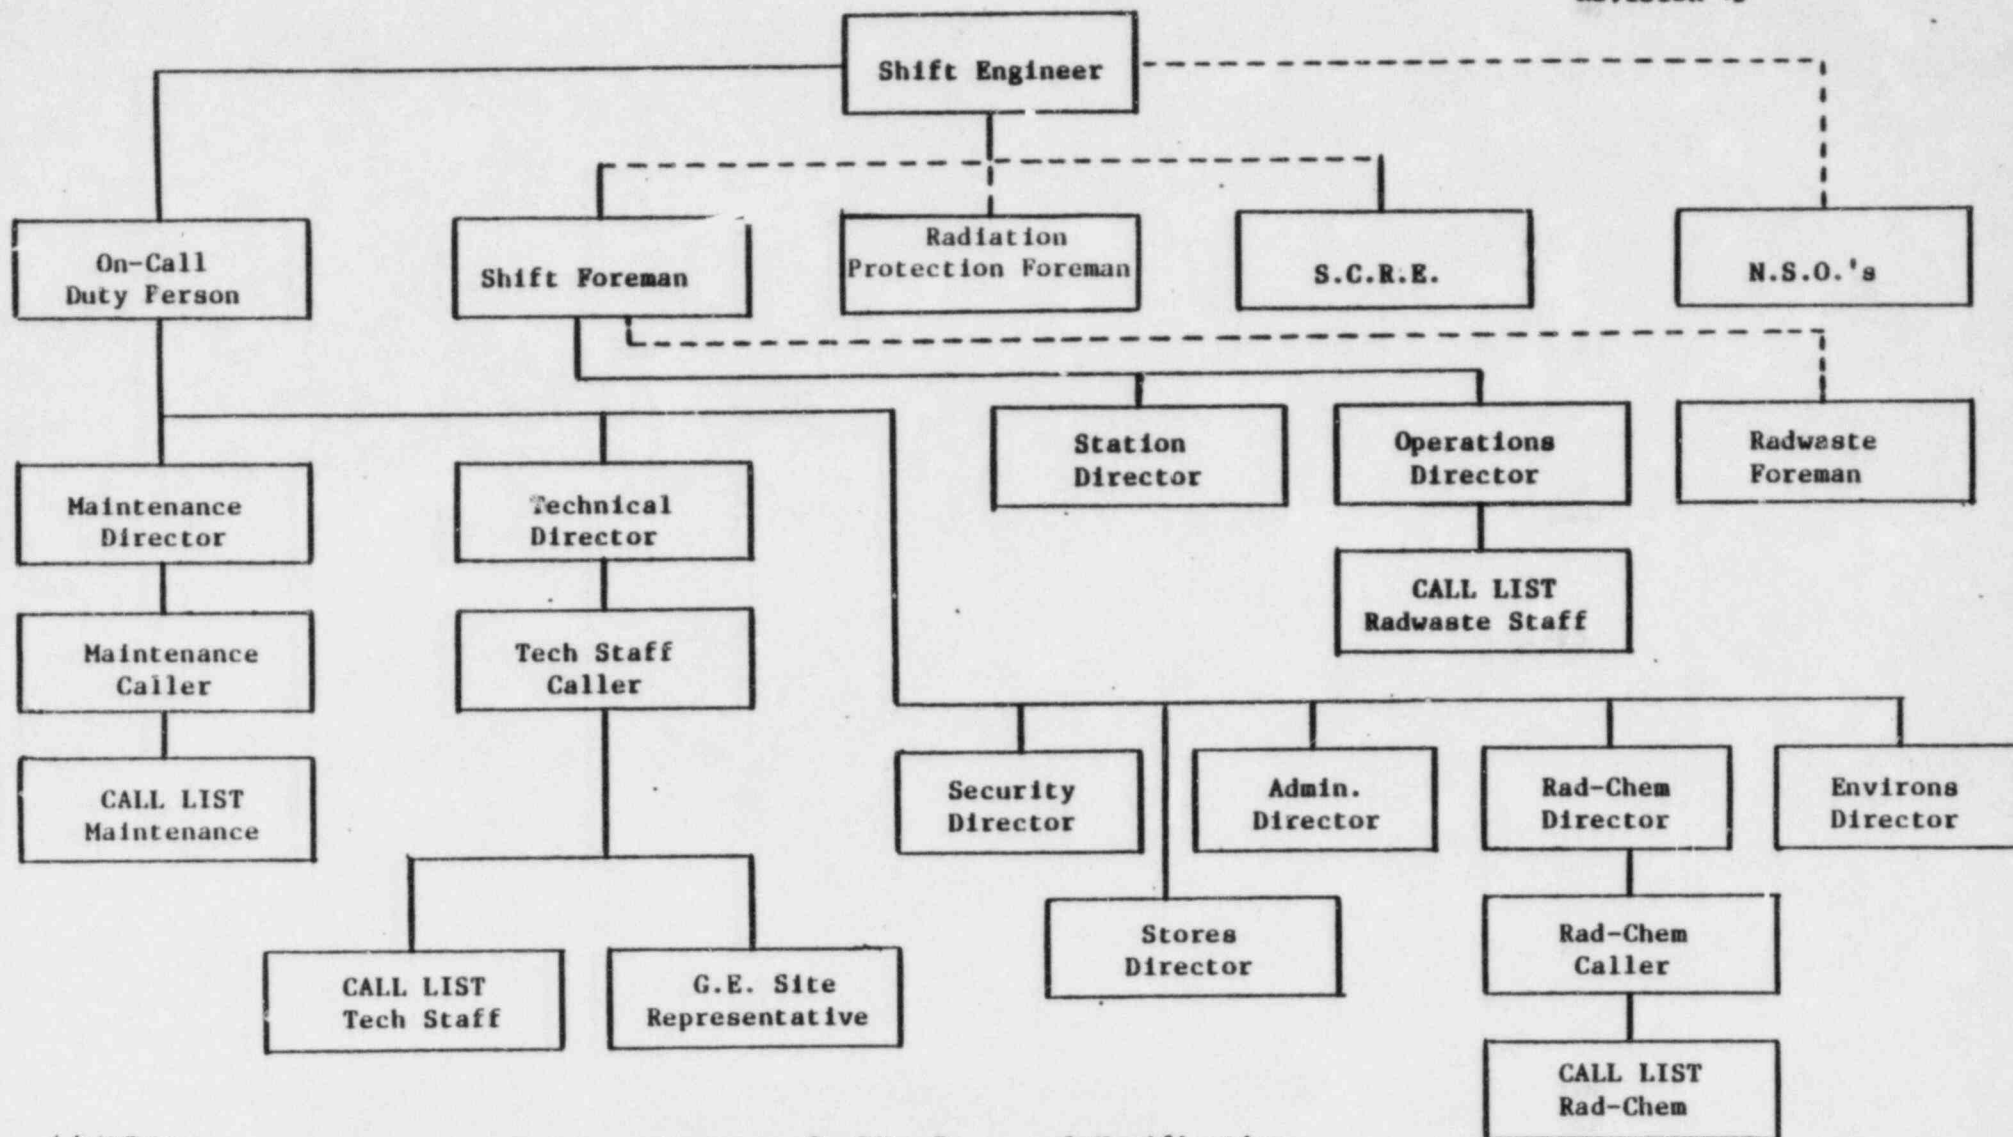 Shift Engineer
On-Call
Duty Ferson
Shift Foreman
Radiation
Protection Foreman
S.C.R.E.
N.S.O.'s
Station
Director
Operations
Director
Radwaste
Foreman
Maintenance
Director
Technical
Director
CALL LIST
Radwaste Staff
Maintenance
Caller
Tech Staff
Caller
CALL LIST
Maintenance
Security
Director
Admin.
Director
Rad-Chem
Director
Environs
Director
Stores
Director
Rad-Chem
Caller
CALL LIST
Tech Staff
G.E. Site
Representative
CALL LIST
Rad-Chem